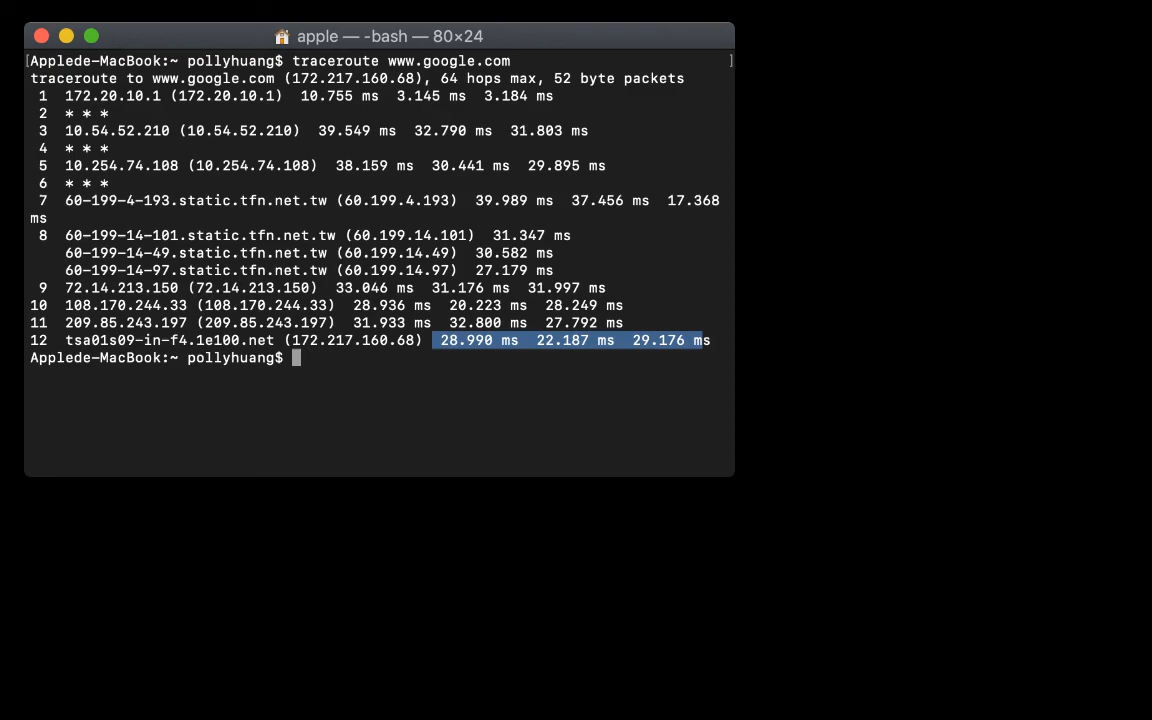 apple — -bash — 80×24
[Applede-MacBook:~ pollyhuang$ traceroute www.google.com ]
traceroute to www.google.com (172.217.160.68), 64 hops max, 52 byte packets
 1  172.20.10.1 (172.20.10.1)  10.755 ms  3.145 ms  3.184 ms
 2  * * *
 3  10.54.52.210 (10.54.52.210)  39.549 ms  32.790 ms  31.803 ms
 4  * * *
 5  10.254.74.108 (10.254.74.108)  38.159 ms  30.441 ms  29.895 ms
 6  * * *
 7  60-199-4-193.static.tfn.net.tw (60.199.4.193)  39.989 ms  37.456 ms  17.368
ms
 8  60-199-14-101.static.tfn.net.tw (60.199.14.101)  31.347 ms
    60-199-14-49.static.tfn.net.tw (60.199.14.49)  30.582 ms
    60-199-14-97.static.tfn.net.tw (60.199.14.97)  27.179 ms
 9  72.14.213.150 (72.14.213.150)  33.046 ms  31.176 ms  31.997 ms
10  108.170.244.33 (108.170.244.33)  28.936 ms  20.223 ms  28.249 ms
11  209.85.243.197 (209.85.243.197)  31.933 ms  32.800 ms  27.792 ms
12  tsa01s09-in-f4.1e100.net (172.217.160.68)  28.990 ms  22.187 ms  29.176 ms
Applede-MacBook:~ pollyhuang$